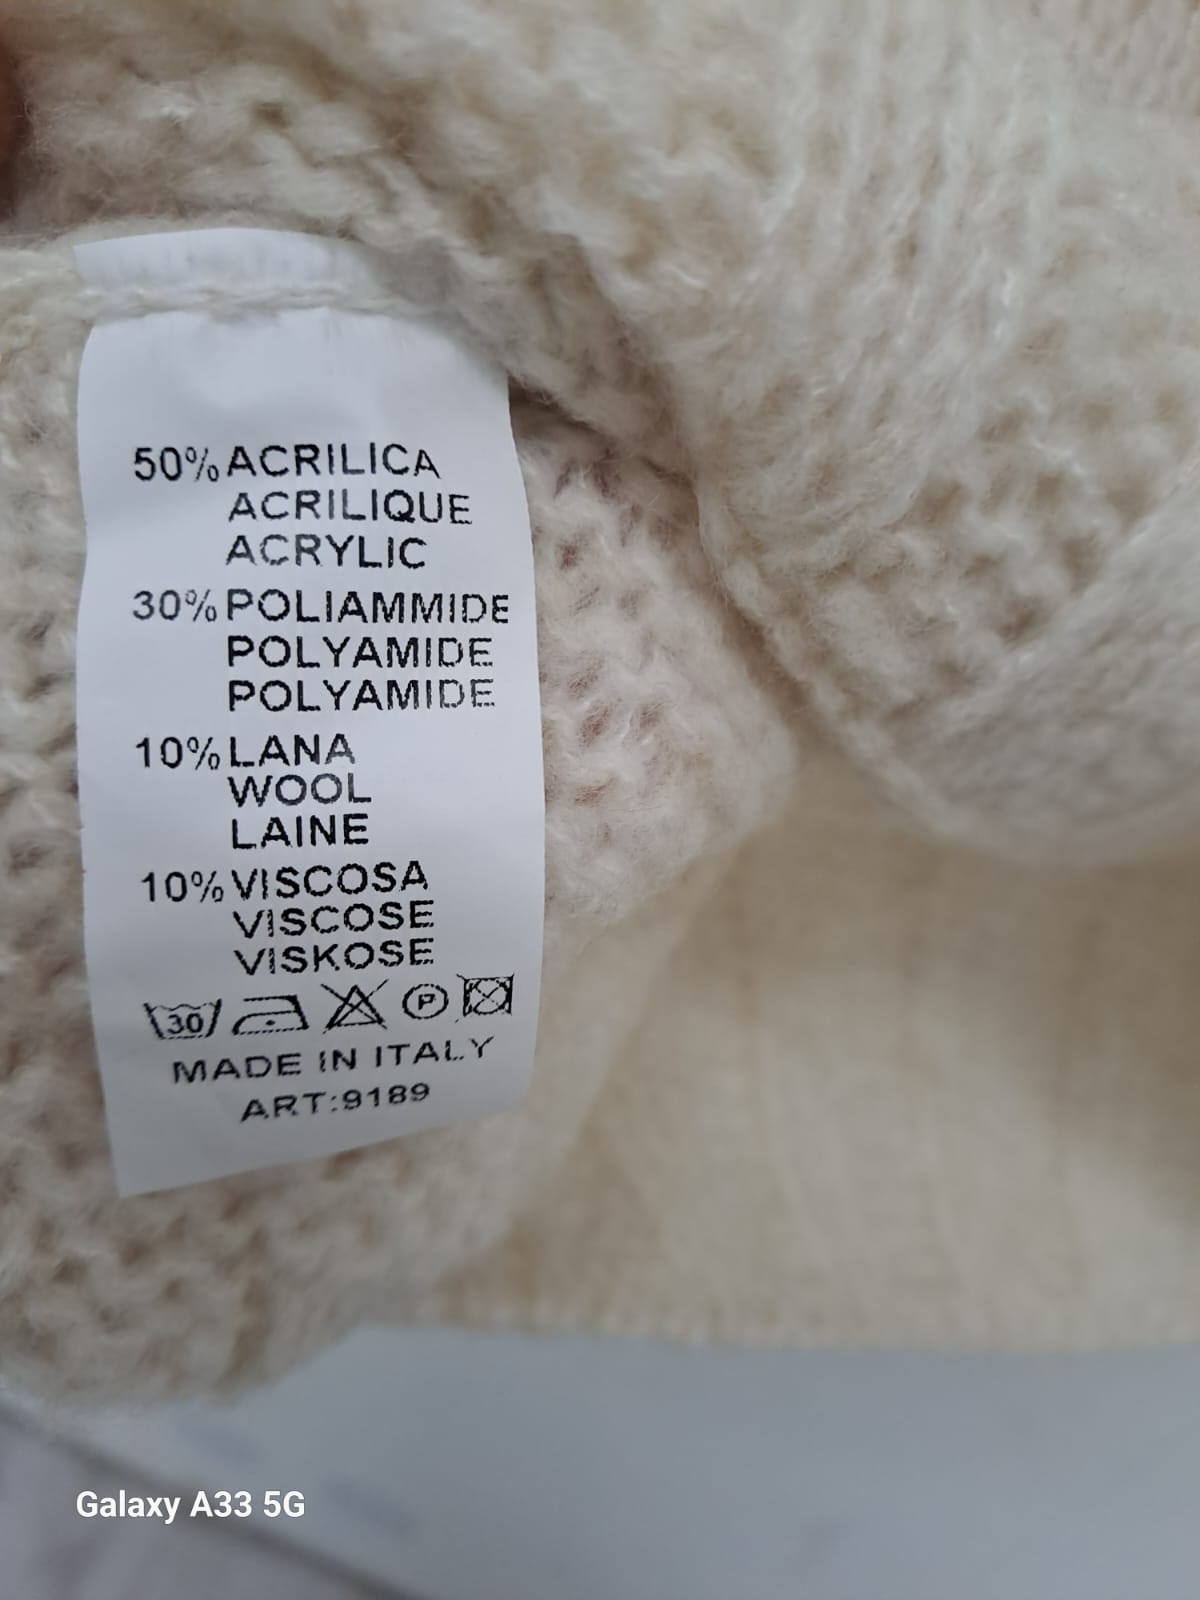 50% ACRILICA
ACRILIQUE
ACRYLIC
30% POLIAMMIDE
POLYAMIDE
POLYAMIDE
10% LANA
WOOL
LAINE
10% VISCOSA
VISCOSE
VISKOSE
30 P
MADE IN ITALY
ART:9189
Galaxy A33 5G